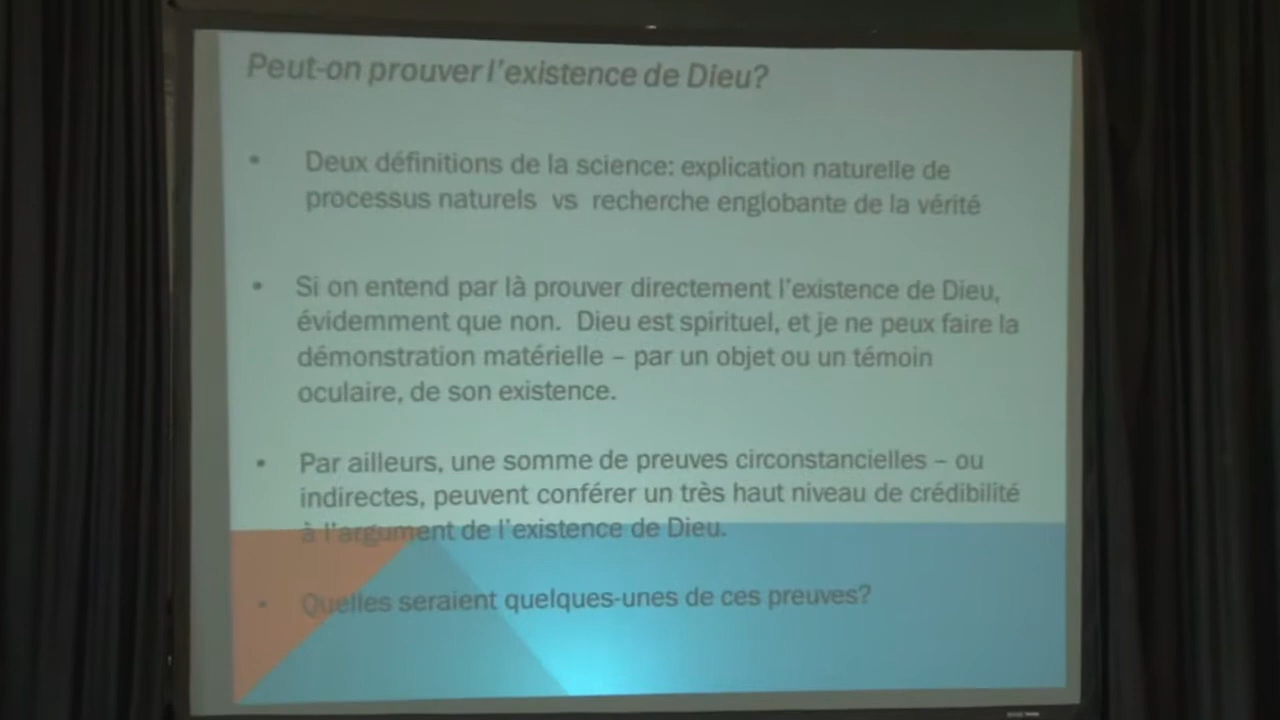 Peut-on prouver l'existence de Dieu?
• Deux définitions de la science: explication naturelle de
processus naturels vs recherche englobante de la vérité
• Si on entend par là prouver directement l'existence de Dieu,
évidemment que non. Dieu est spirituel, et je ne peux faire la
démonstration matérielle – par un objet ou un témoin
oculaire, de son existence.
• Par ailleurs, une somme de preuves circonstancielles – ou
indirectes, peuvent conférer un très haut niveau de crédibilité
à l'argument de l'existence de Dieu.
• Quelles seraient quelques-unes de ces preuves?